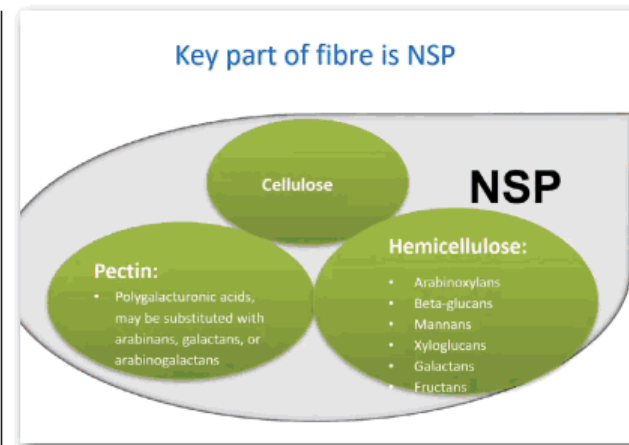 Key part of fibre is NSP
Cellulose
NSP
Pectin:
• Polygalacturonic acids,
may be substituted with
arabinans, galactans, or
arabinogalactans
Hemicellulose:
• Arabinoxylans
• Beta-glucans
• Mannans
• Xyloglucans
• Galactans
• Fructans